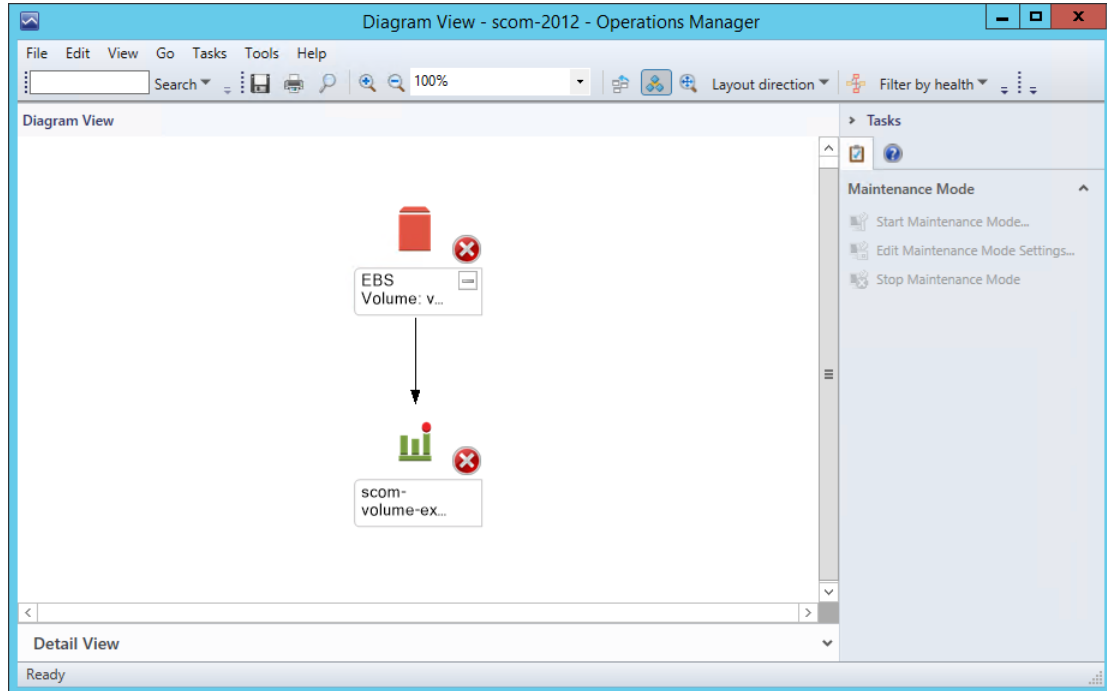 Diagram View - scom-2012 - Operations Manager
File Edit View Go Tasks Tools Help
Search 100% Layout direction Filter by health
Diagram View
Tasks
Maintenance Mode
Start Maintenance Mode...
Edit Maintenance Mode Settings...
Stop Maintenance Mode
EBS
Volume: v...
scom-
volume-ex...
Detail View
Ready